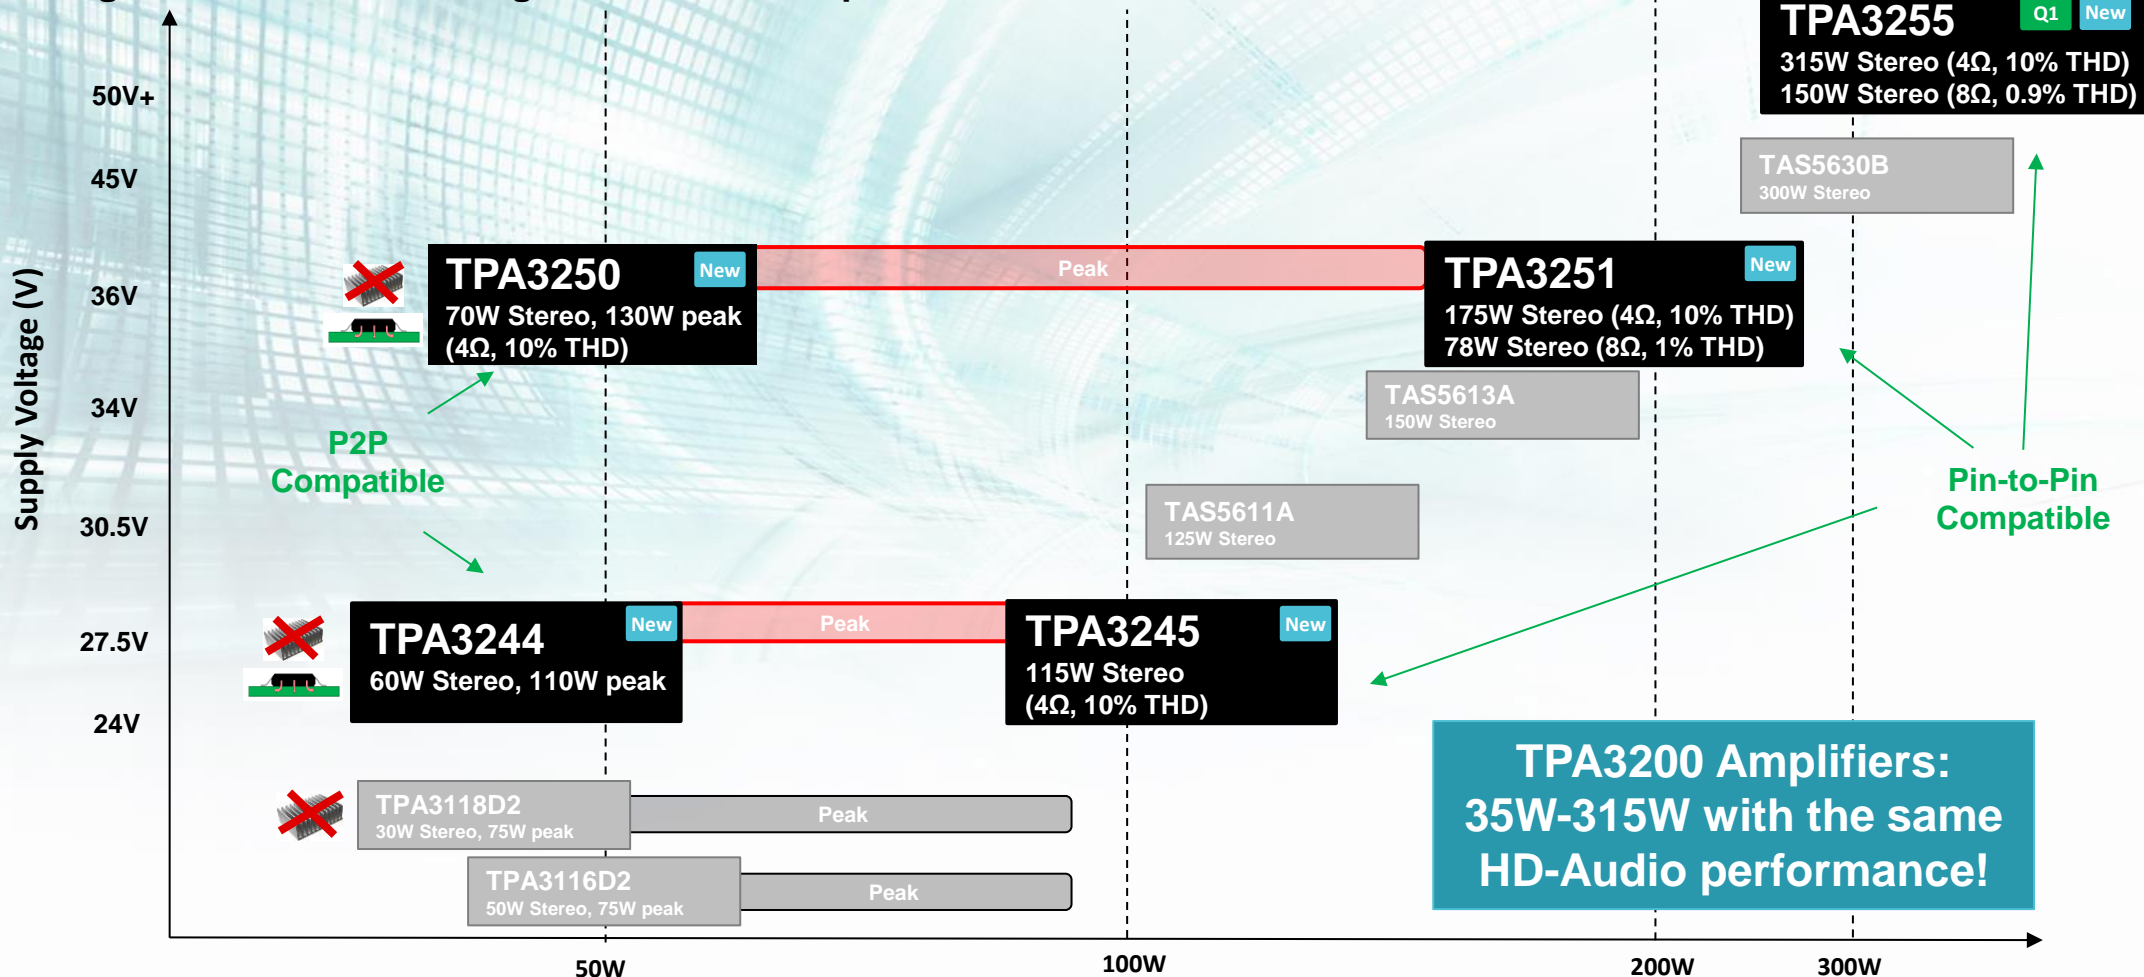 TPA3255
Q1
New
315W Stereo (4Ω, 10% THD)
150W Stereo (8Ω, 0.9% THD)
50V+
45V
36V
34V
30.5V
27.5V
24V
Supply Voltage (V)
TAS5630B
300W Stereo
TPA3250
New
70W Stereo, 130W peak
(4Ω, 10% THD)
Peak
TPA3251
New
175W Stereo (4Ω, 10% THD)
78W Stereo (8Ω, 1% THD)
TAS5613A
150W Stereo
P2P
Compatible
Pin-to-Pin
Compatible
TAS5611A
125W Stereo
TPA3244
New
60W Stereo, 110W peak
Peak
TPA3245
New
115W Stereo
(4Ω, 10% THD)
TPA3118D2
30W Stereo, 75W peak
Peak
TPA3116D2
50W Stereo, 75W peak
Peak
TPA3200 Amplifiers:
35W-315W with the same
HD-Audio performance!
50W
100W
200W
300W